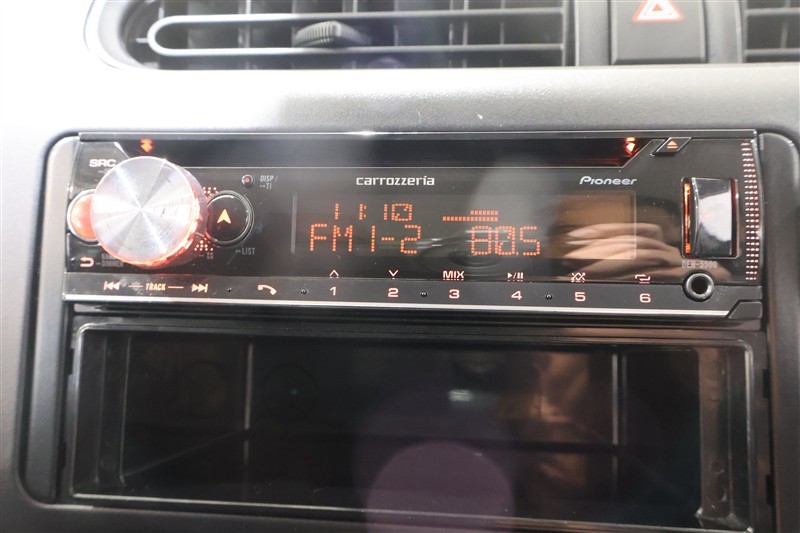 SRC
DISP/
→TI
carrozzeria
Pioneer
11:10
FM1-2 80.5
←LIST
MIX
TRACK
1 2 3 4 5 6